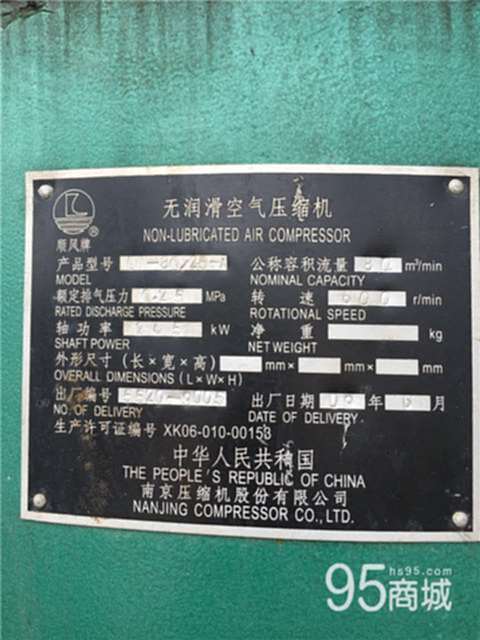 无润滑空气压缩机
NON-LUBRICATED AIR COMPRESSOR
顺风牌®
产品型号 公称容积流量 80 m³/min
MODEL NOMINAL CAPACITY
额定排气压力 MPa 转速 600 r/min
RATED DISCHARGE PRESSURE ROTATIONAL SPEED
轴功率 kW 净重 kg
SHAFT POWER NET WEIGHT
外形尺寸 (长×宽×高) mm× mm× mm
OVERALL DIMENSIONS (L×W×H)
出厂编号 出厂日期 年 月
NO. OF DELIVERY DATE OF DELIVERY
生产许可证编号 XK06-010-00153
中华人民共和国
THE PEOPLE'S REPUBLIC OF CHINA
南京压缩机股份有限公司
NANJING COMPRESSOR CO., LTD.
hs95.com
95商城